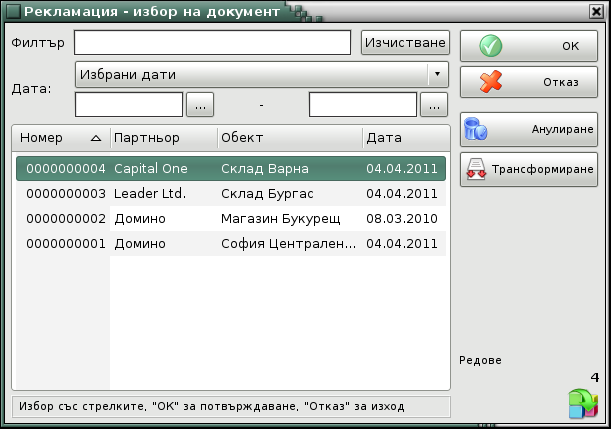 Рекламация - избор на документ
Филтър Изчистване
ОК
Дата: Избрани дати
Отказ
... - ...
Анулиране
Номер Партньор Обект Дата
0000000004 Capital One Склад Варна 04.04.2011
Трансформиране
0000000003 Leader Ltd. Склад Бургас 04.04.2011
0000000002 Домино Магазин Букурещ 08.03.2010
0000000001 Домино София Централен... 04.04.2011
Редове
4
Избор със стрелките, "ОК" за потвърждаване, "Отказ" за изход